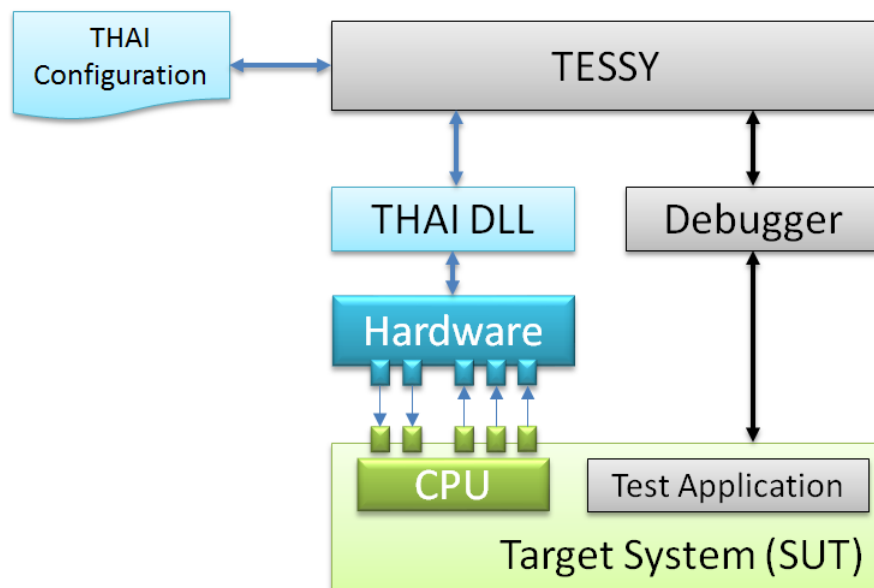 THAI
Configuration
TESSY
THAI DLL
Debugger
Hardware
CPU
Test Application
Target System (SUT)